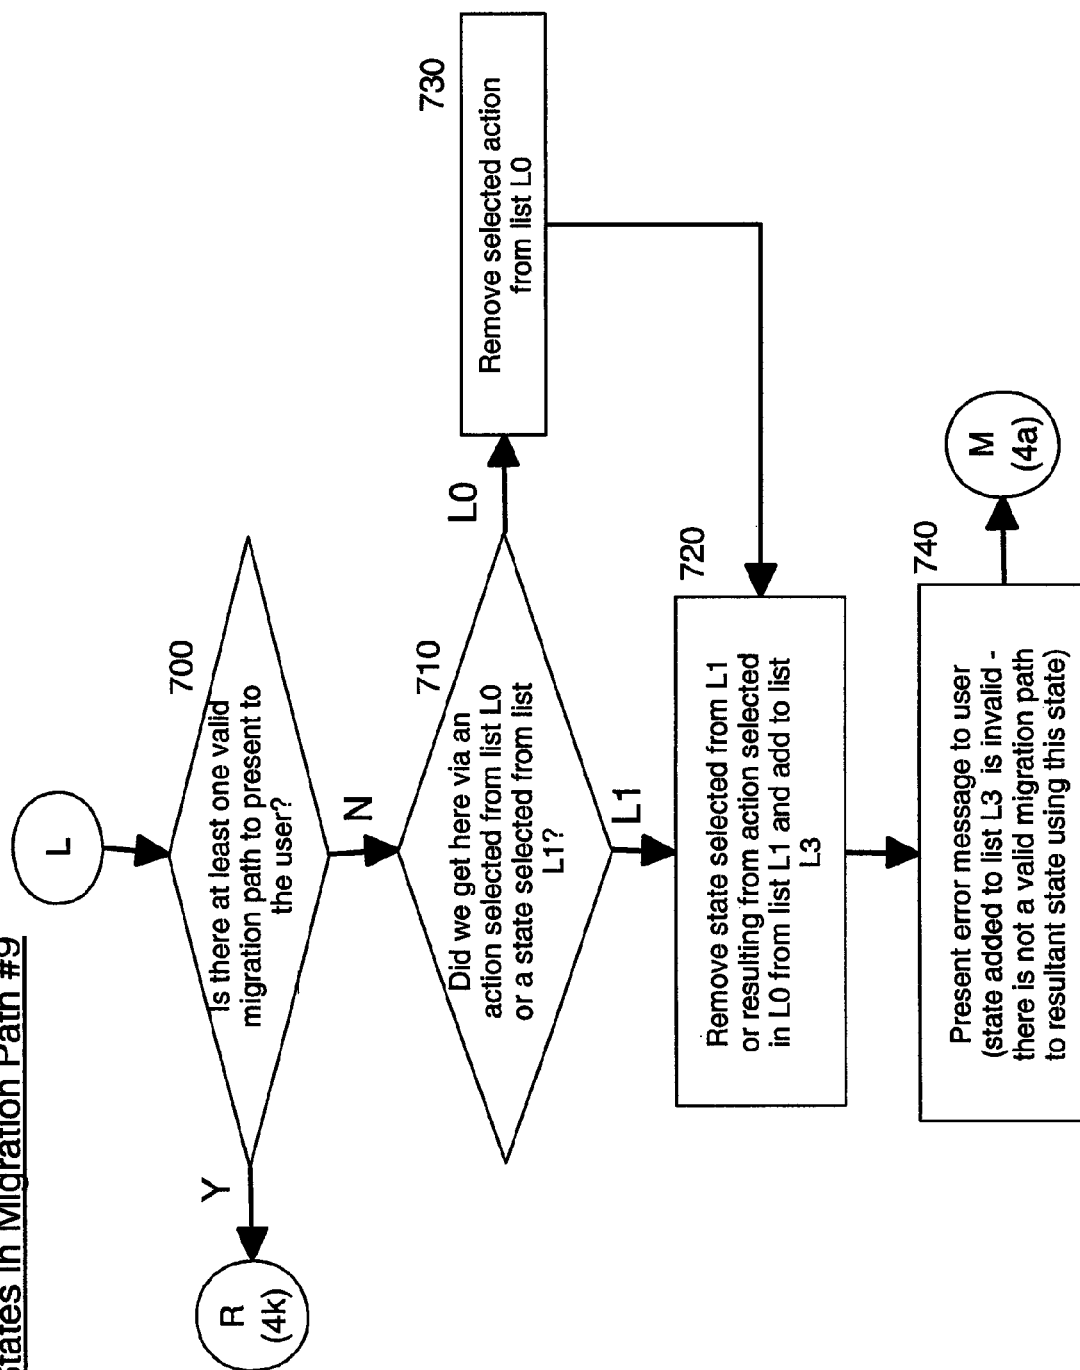 tates in Migration Path #9
L
700
Is there at least one valid
migration path to present to
the user?
Y
R
(4k)
N
710
Did we get here via an
action selected from list L0
or a state selected from list
L1?
L0
730
Remove selected action
from list L0
L1
720
Remove state selected from L1
or resulting from action selected
in L0 from list L1 and add to list
L3
740
Present error message to user
(state added to list L3 is invalid -
there is not a valid migration path
to resultant state using this state)
M
(4a)